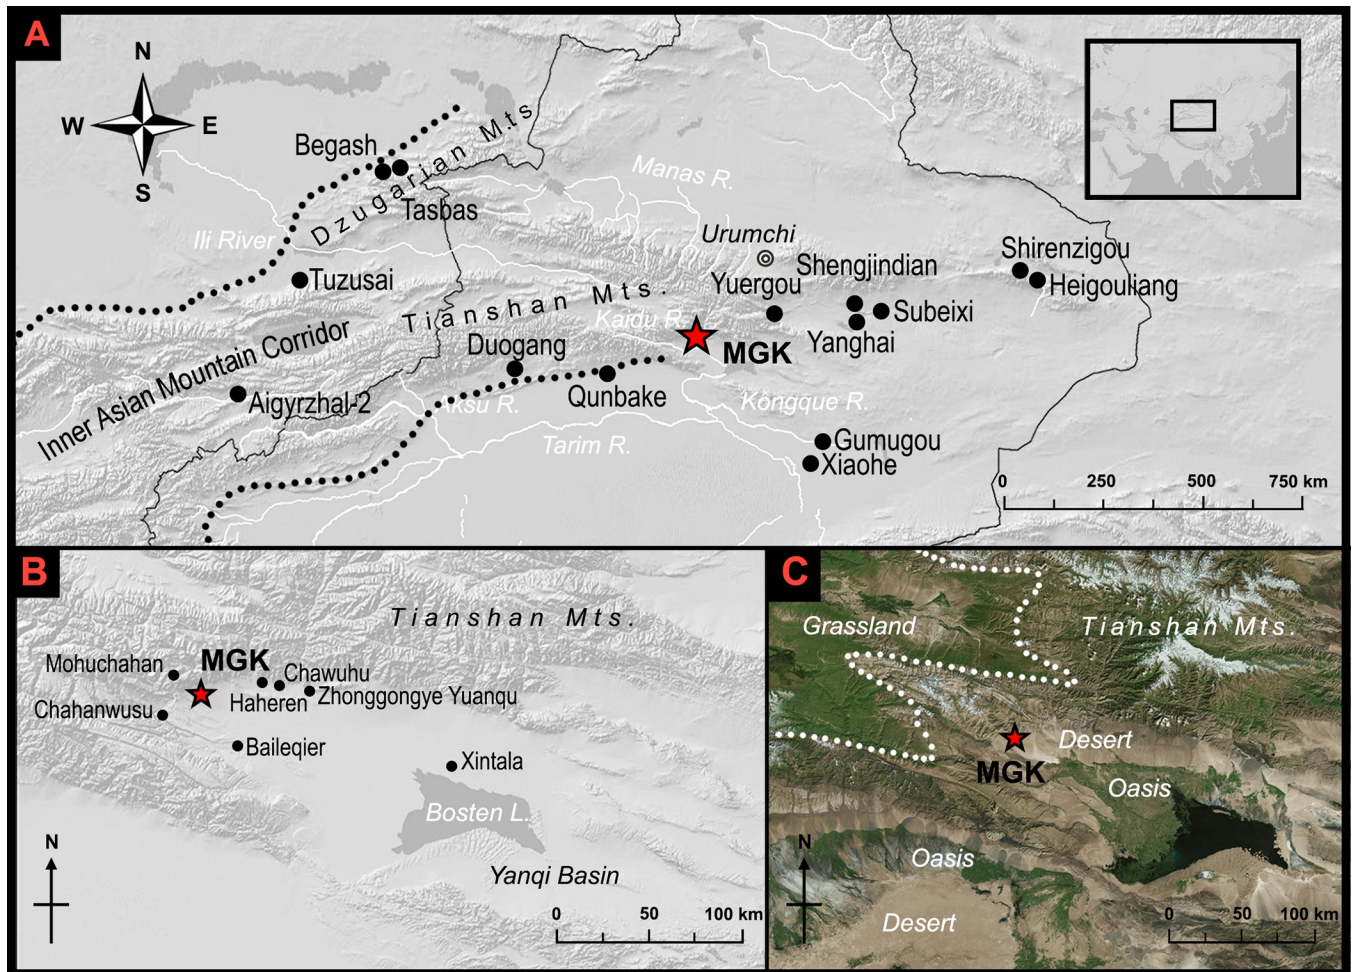 A
N
W
E
S
Begash
Dzugarian Mts
Tasbas
Manas R.
Ili River
Urumchi
Shirenzigou
Shengjindian
Tuzusai
Yuergou
Heigouliang
Tianshan Mts.
Kaidu R.
Subeixi
Inner Asian Mountain Corridor
Duogang
MGK
Yanghai
Aigyrzhal-2
Aksu R.
Qunbake
Kongque R.
Tarim R.
Gumugou
Xiaohe
0 250 500 750 km
B
Tianshan Mts.
Mohuchahan
MGK
Chawuhu
Haheren
Zhonggongye Yuanqu
Chahanwusu
Baileqier
Xintala
Bosten L.
N
Yanqi Basin
0 50 100 km
C
Grassland
Tianshan Mts.
Desert
MGK
Oasis
N
Oasis
Desert
0 50 100 km